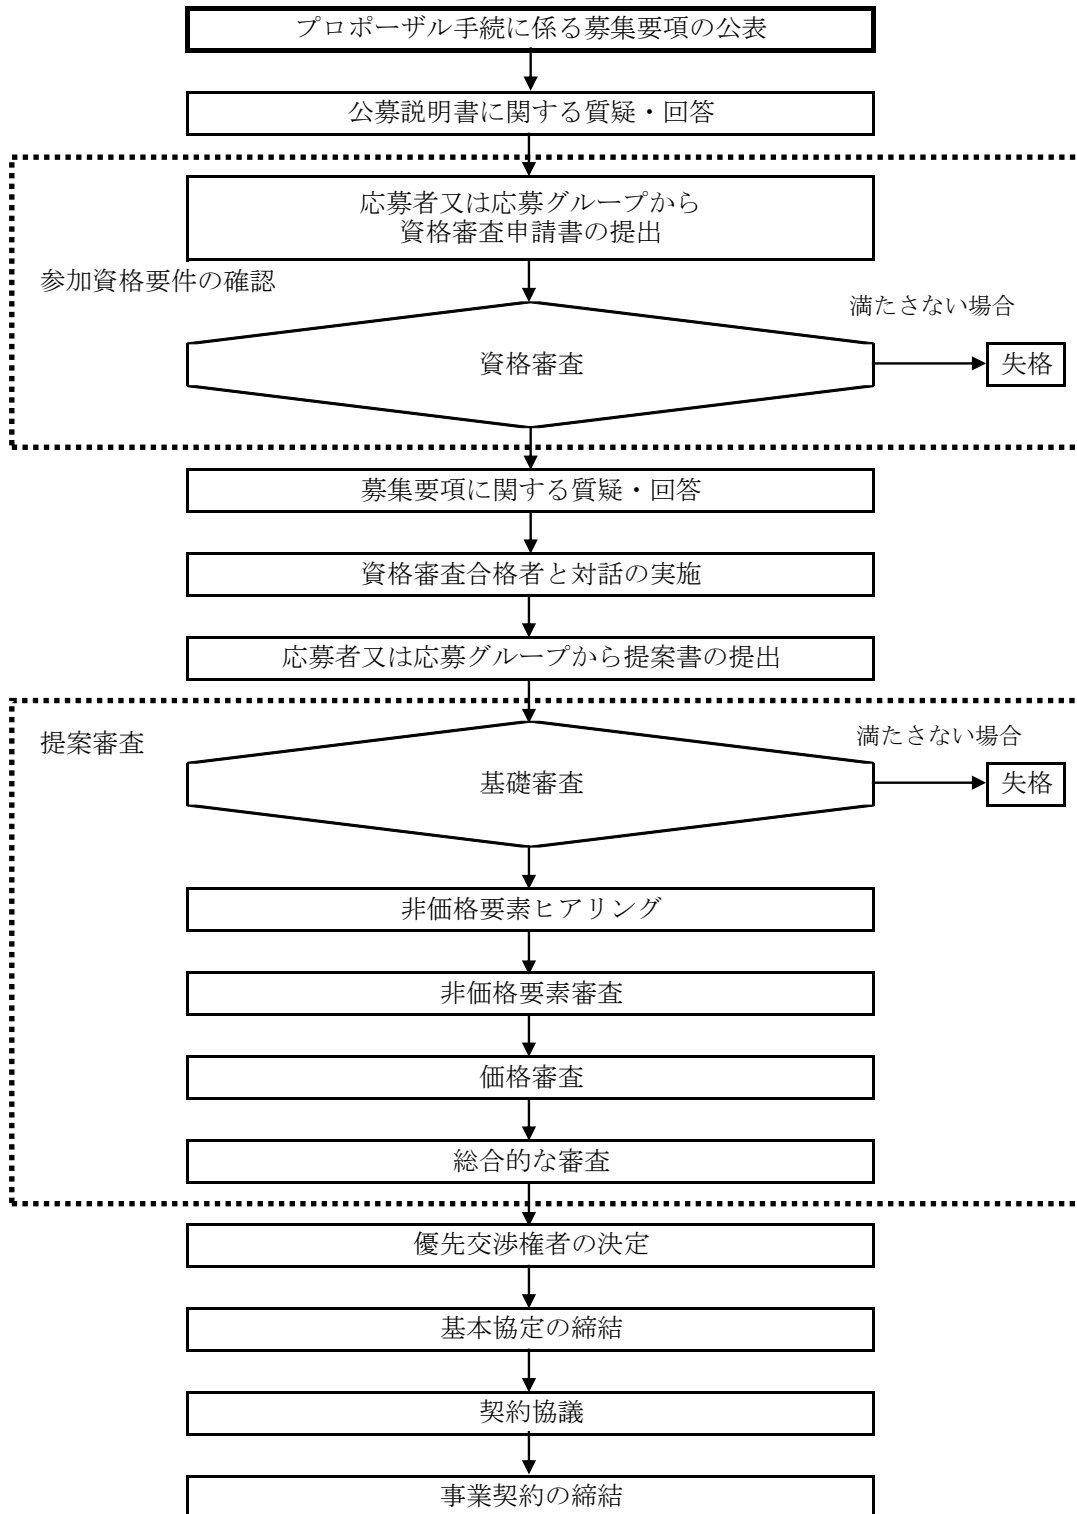 プロポーザル手続に係る募集要項の公表
公募説明書に関する質疑・回答
応募者又は応募グループから
資格審査申請書の提出
参加資格要件の確認
満たさない場合
資格審査
失格
募集要項に関する質疑・回答
資格審査合格者と対話の実施
応募者又は応募グループから提案書の提出
提案審査
満たさない場合
基礎審査
失格
非価格要素ヒアリング
非価格要素審査
価格審査
総合的な審査
優先交渉権者の決定
基本協定の締結
契約協議
事業契約の締結